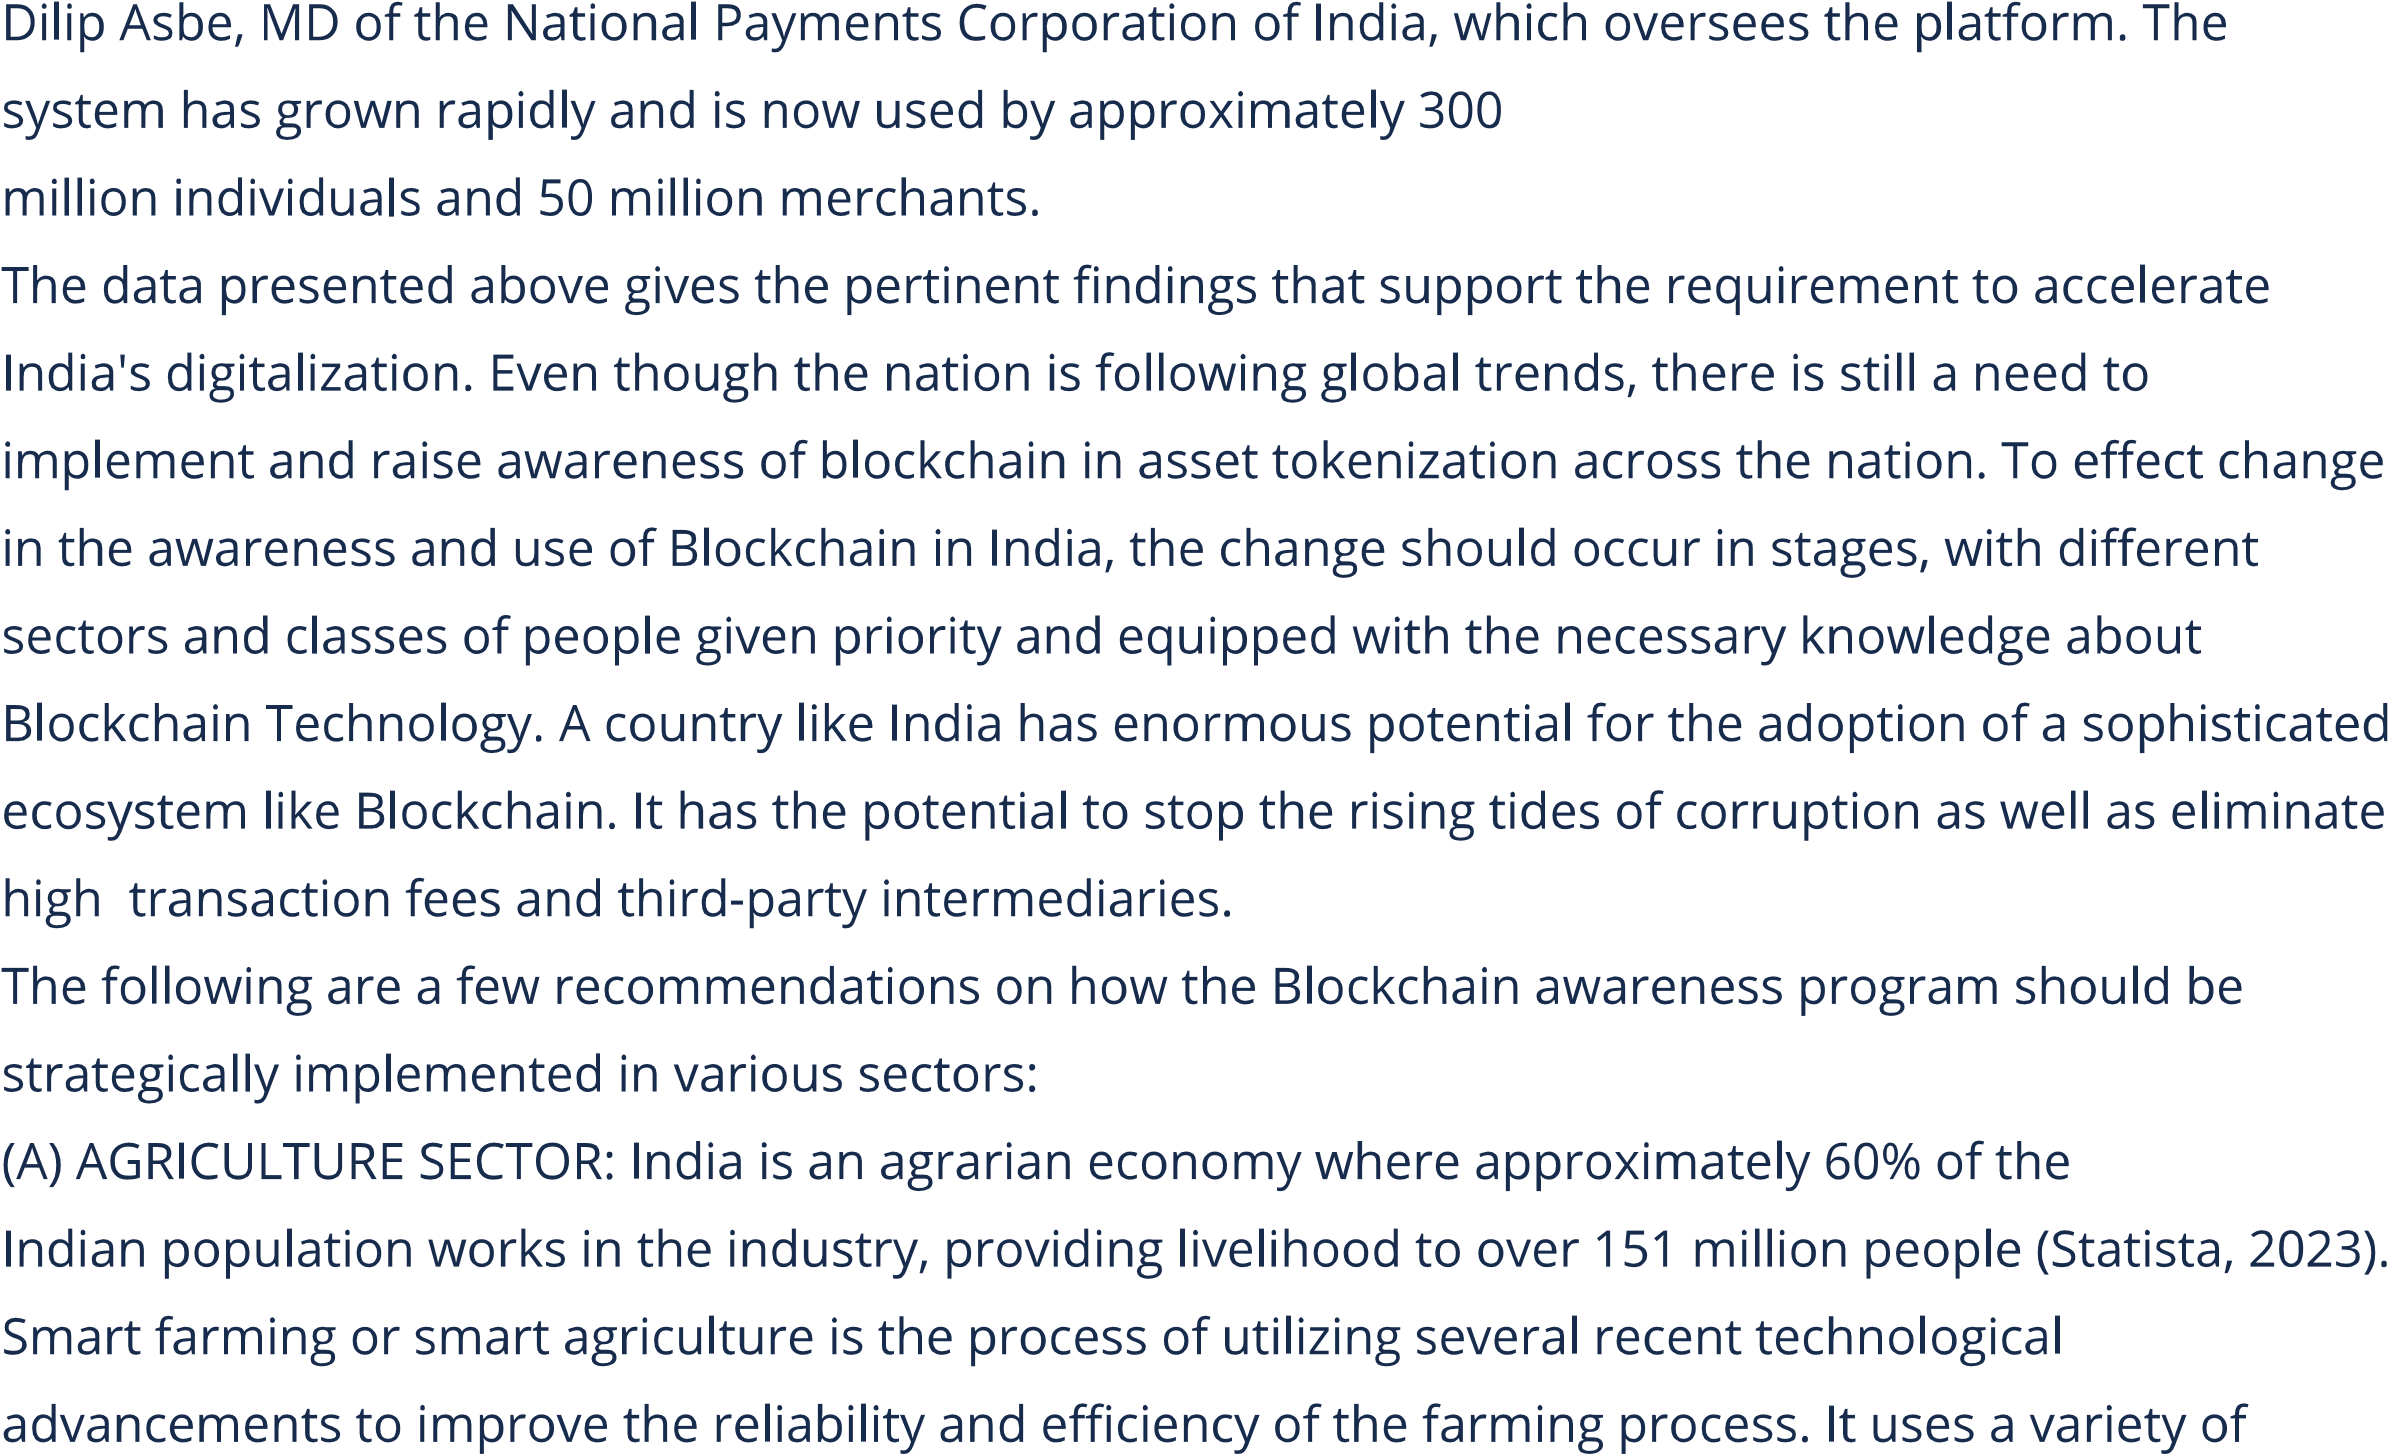 Dilip Asbe, MD of the National Payments Corporation of India, which oversees the platform. The
system has grown rapidly and is now used by approximately 300
million individuals and 50 million merchants.
The data presented above gives the pertinent findings that support the requirement to accelerate
India's digitalization. Even though the nation is following global trends, there is still a need to
implement and raise awareness of blockchain in asset tokenization across the nation. To effect change
in the awareness and use of Blockchain in India, the change should occur in stages, with different
sectors and classes of people given priority and equipped with the necessary knowledge about
Blockchain Technology. A country like India has enormous potential for the adoption of a sophisticated
ecosystem like Blockchain. It has the potential to stop the rising tides of corruption as well as eliminate
high  transaction fees and third-party intermediaries.
The following are a few recommendations on how the Blockchain awareness program should be
strategically implemented in various sectors:
(A) AGRICULTURE SECTOR: India is an agrarian economy where approximately 60% of the
Indian population works in the industry, providing livelihood to over 151 million people (Statista, 2023).
Smart farming or smart agriculture is the process of utilizing several recent technological
advancements to improve the reliability and efficiency of the farming process. It uses a variety of